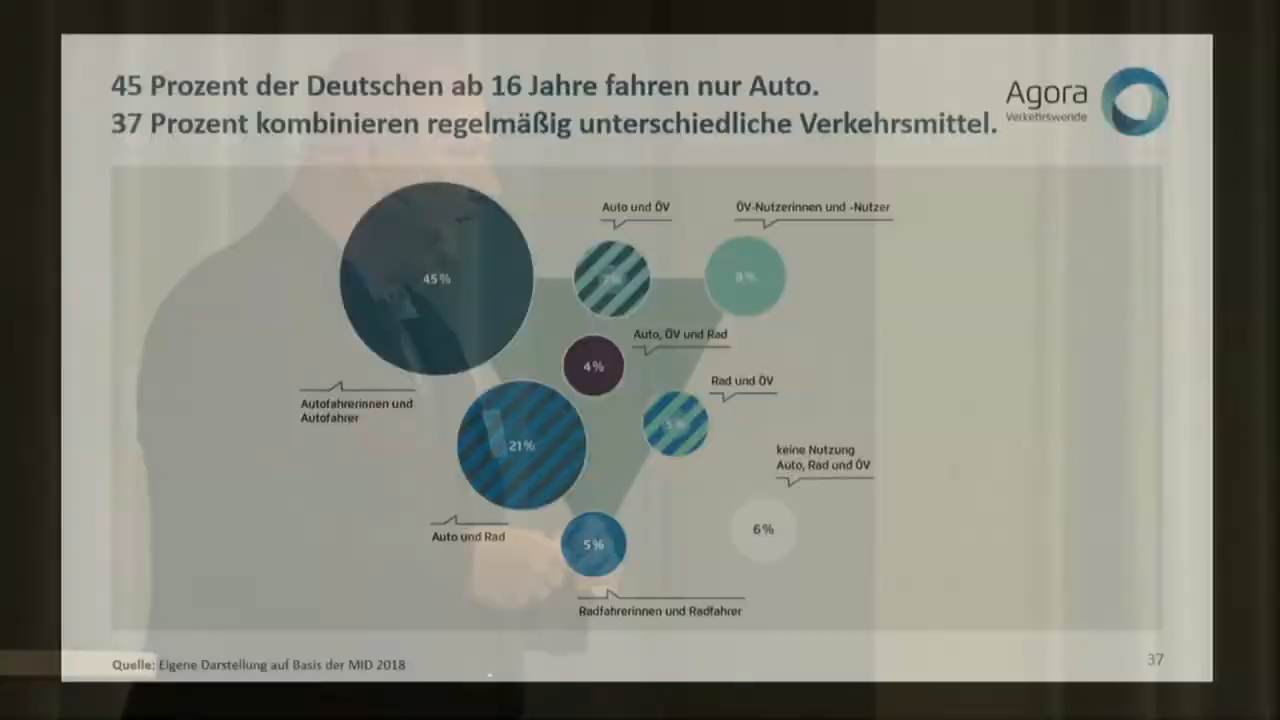 45 Prozent der Deutschen ab 16 Jahre fahren nur Auto.
37 Prozent kombinieren regelmäßig unterschiedliche Verkehrsmittel.
Agora
Verkehrswende
Auto und ÖV
ÖV-Nutzerinnen und -Nutzer
45%
8%
Auto, ÖV und Rad
4%
Rad und ÖV
Autofahrerinnen und
Autofahrer
21%
keine Nutzung
Auto, Rad und ÖV
6%
Auto und Rad
5%
Radfahrerinnen und Radfahrer
Quelle: Eigene Darstellung auf Basis der MID 2018
37